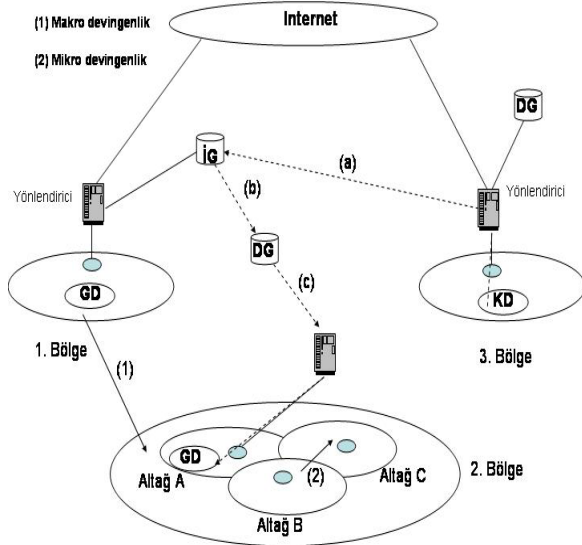 (1) Makro devingenlik
Internet
(2) Mikro devingenlik
DG
İG
(a)
Yönlendirici
Yönlendirici
(b)
DG
(c)
GD
KD
1. Bölge
3. Bölge
(1)
GD
(2)
2. Bölge
Altağ A
Altağ C
Altağ B